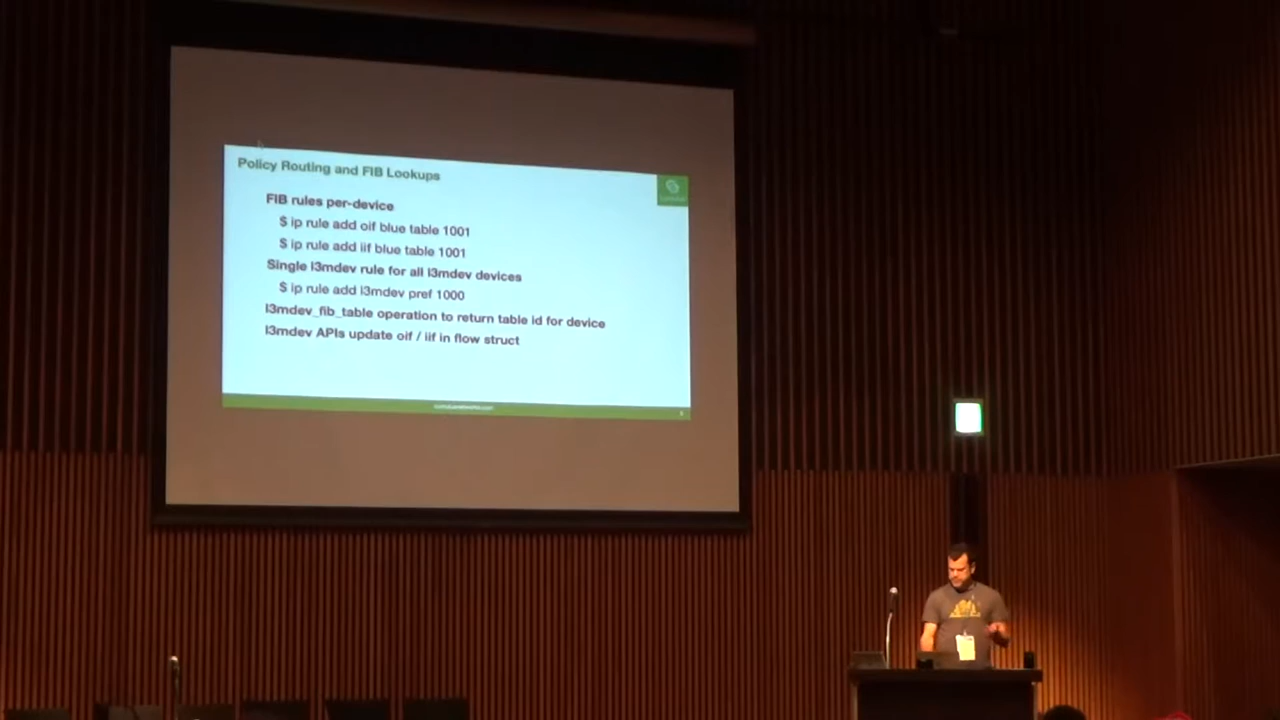 Policy Routing and FIB Lookups
FIB rules per-device
$ ip rule add oif blue table 1001
$ ip rule add iif blue table 1001
Single l3mdev rule for all l3mdev devices
$ ip rule add l3mdev pref 1000
l3mdev_fib_table operation to return table id for device
l3mdev APIs update oif / iif in flow struct